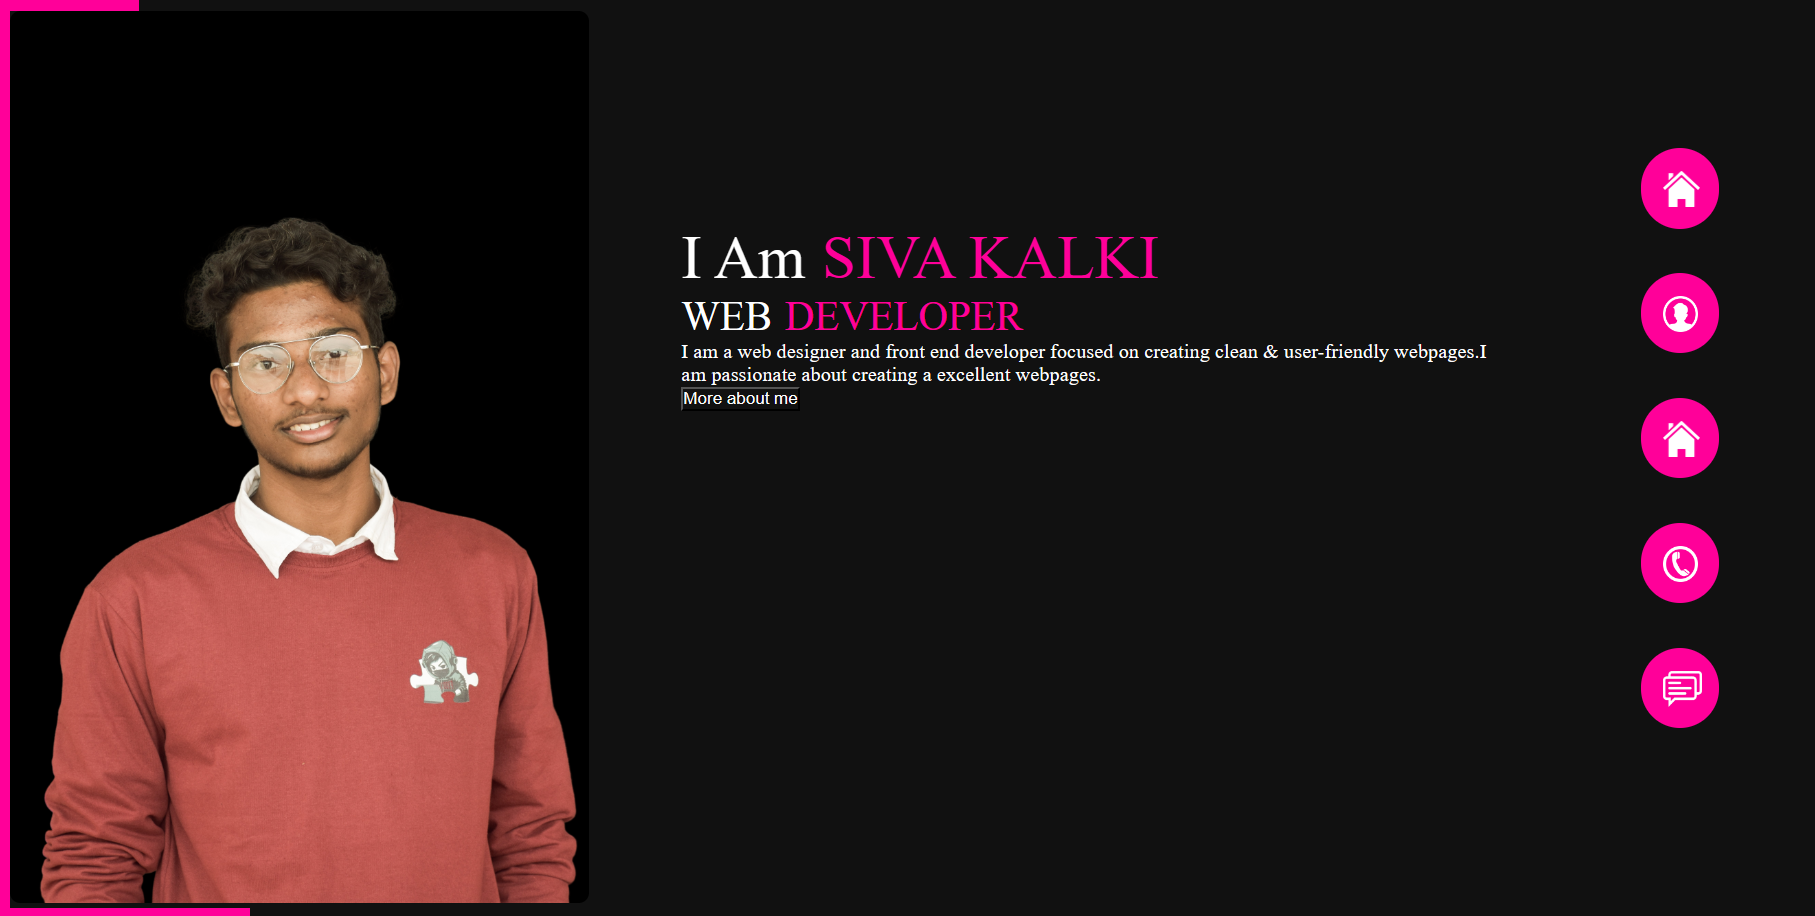 I Am SIVA KALKI
WEB DEVELOPER
I am a web designer and front end developer focused on creating clean & user-friendly webpages.I
am passionate about creating a excellent webpages.
More about me